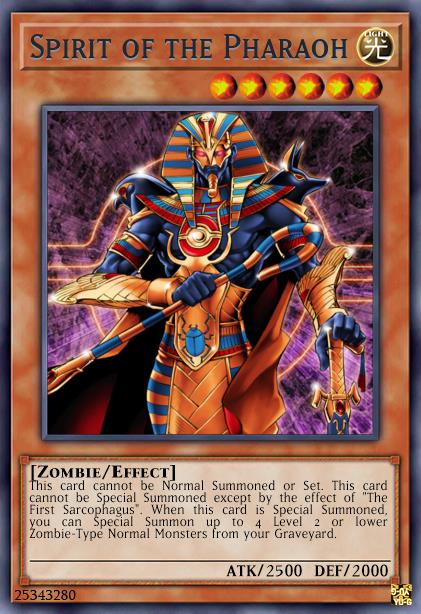 SPIRIT OF THE PHARAOH
LIGHT
光
[ZOMBIE/EFFECT]
This card cannot be Normal Summoned or Set. This card
cannot be Special Summoned except by the effect of "The
First Sarcophagus". When this card is Special Summoned,
you can Special Summon up to 4 Level 2 or lower
Zombie-Type Normal Monsters from your Graveyard.
ATK/2500 DEF/2000
25343280